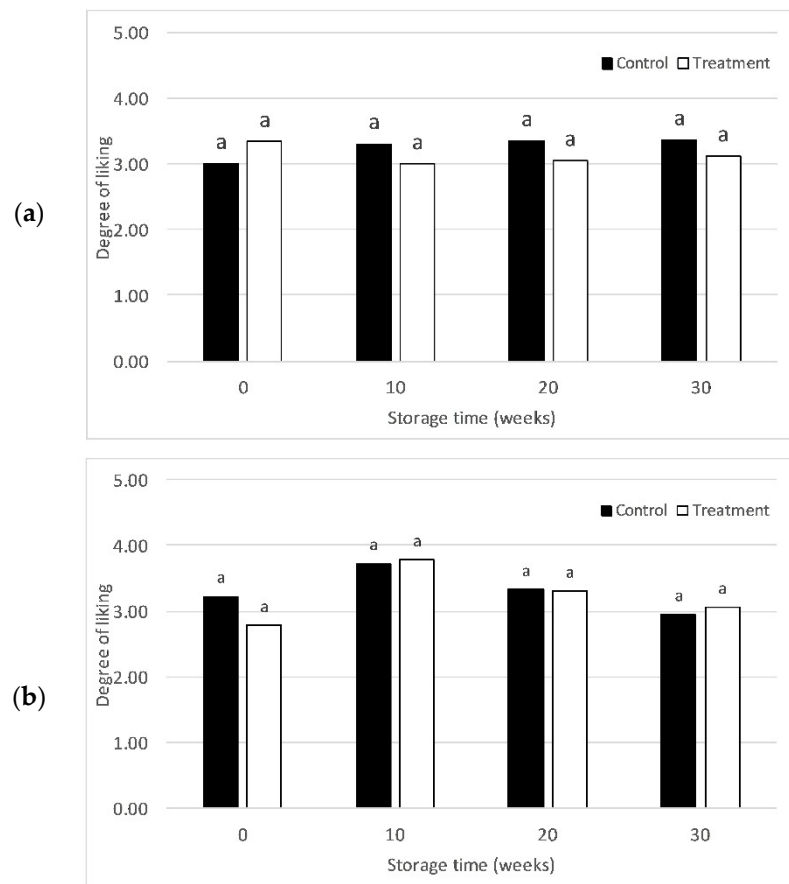 (a)
Degree of liking
5.00
4.00
3.00
2.00
1.00
0.00
Control Treatment
a a a a a a a a
0 10 20 30
Storage time (weeks)
(b)
Degree of liking
5.00
4.00
3.00
2.00
1.00
0.00
Control Treatment
a a a a a a a a
0 10 20 30
Storage time (weeks)